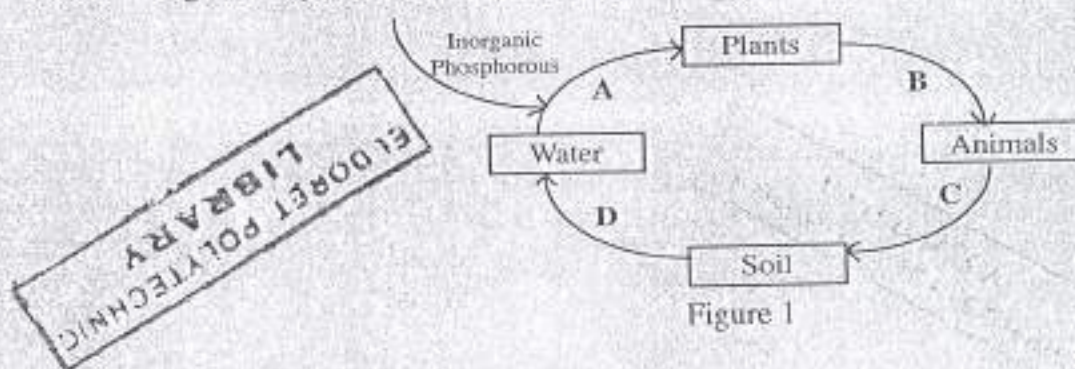 Inorganic
Phosphorous
Plants
A
B
Water
Animals
D
C
Soil
Figure 1
ELDORET POLYTECHNIC
LIBRARY